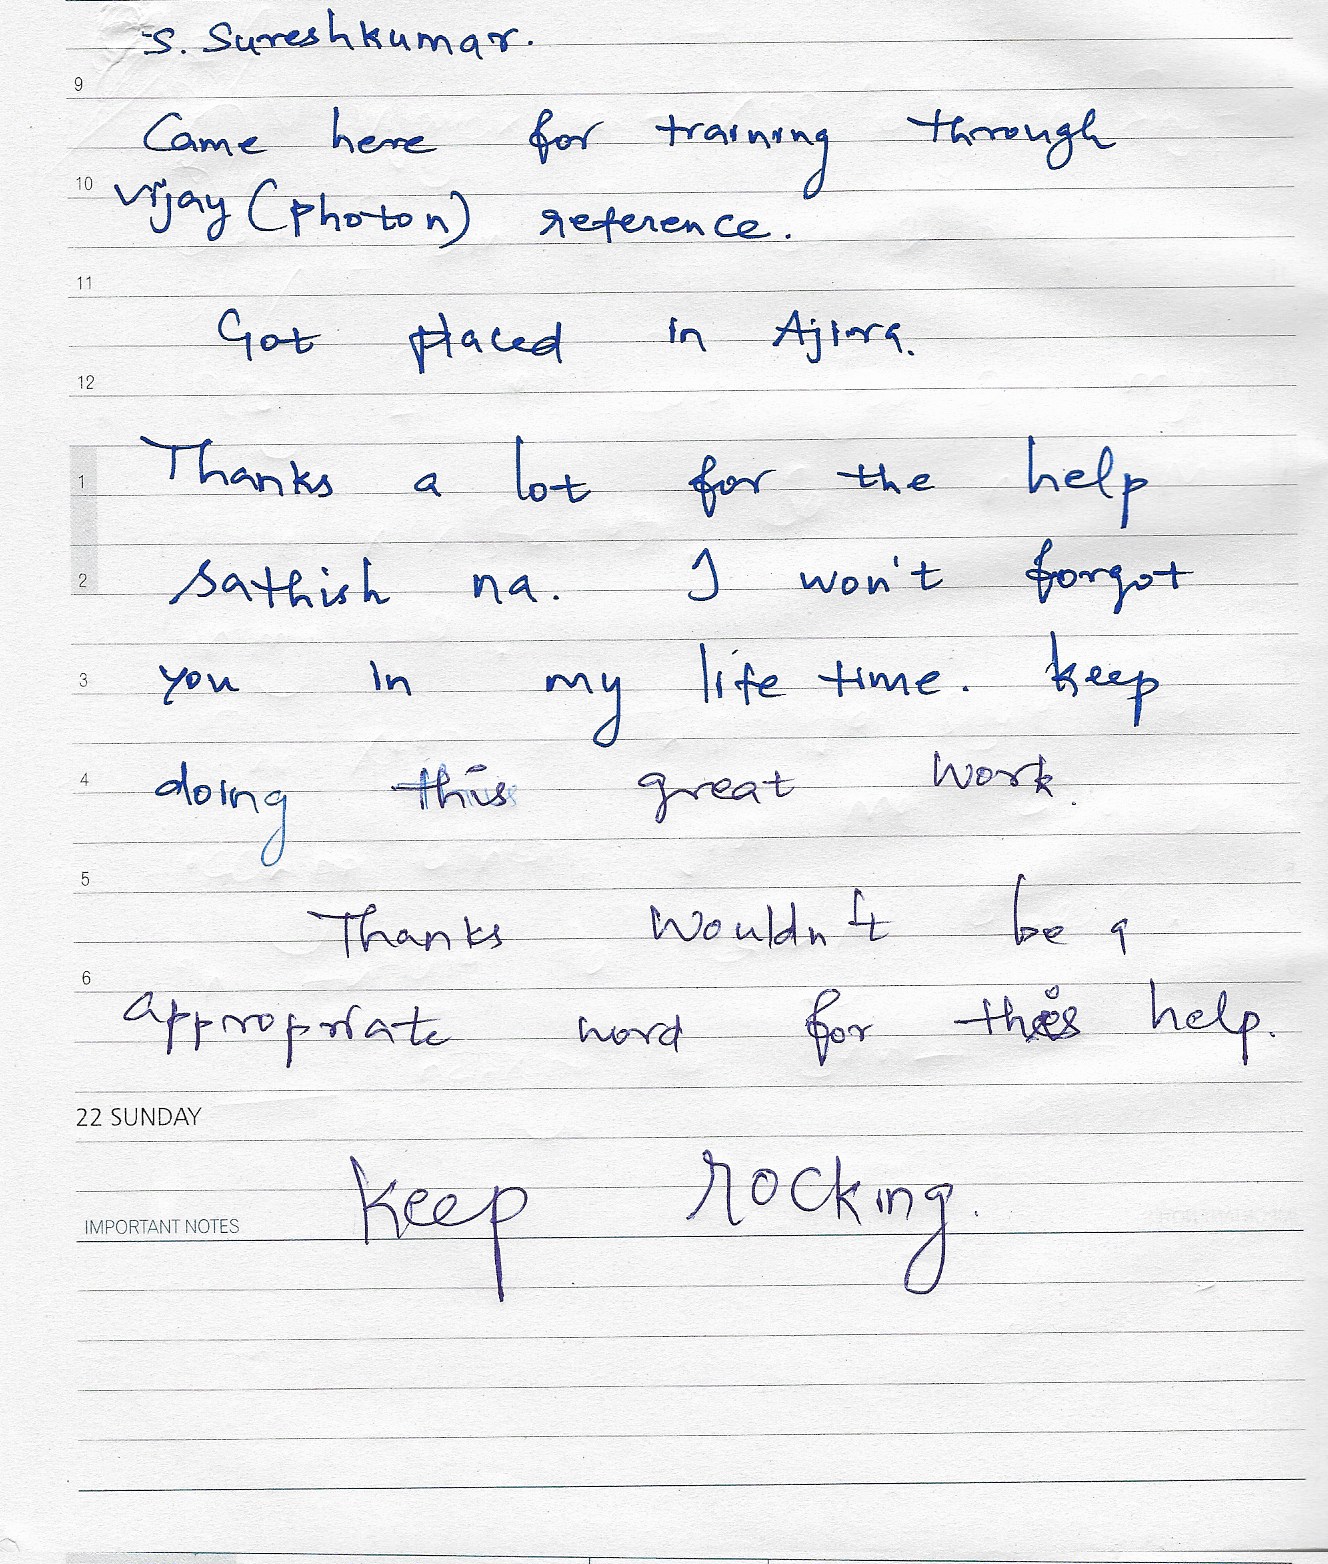 S. Sureshkumar.
9
Came here for training through
10
Vijay (photon) reference.
11
Got placed in Ajira.
12
Thanks a lot for the help
1
sathish na. I won't forgot
2
you in my life time. keep
3
doing this great work.
4
5
Thanks wouldn't be a
6
appropriate word for this help.
22 SUNDAY
keep rocking.
IMPORTANT NOTES